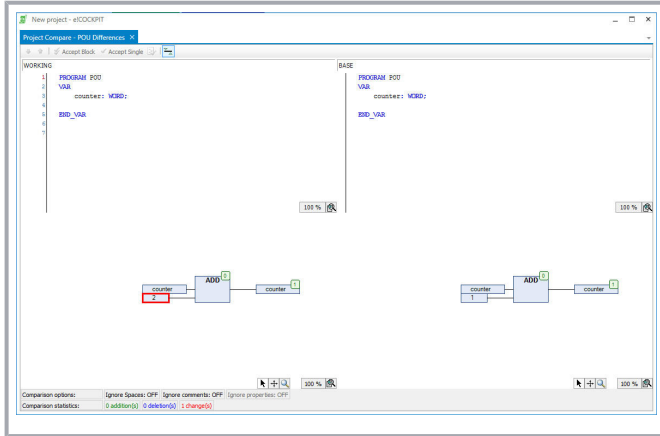 New project - e!COCKPIT
Project Compare - POU Differences
Accept Block Accept Single
WORKING BASE
1 PROGRAM POU
2 VAR
3 counter: WORD;
4
5 END_VAR
6
7
PROGRAM POU
VAR
counter: WORD;
END_VAR
100 % 100 %
ADD 0
counter
2
counter 1
ADD 0
counter
1
counter 1
100 % 100 %
Comparison options: Ignore Spaces: OFF Ignore comments: OFF Ignore properties: OFF
Comparison statistics: 0 addition(s) 0 deletion(s) 1 change(s)